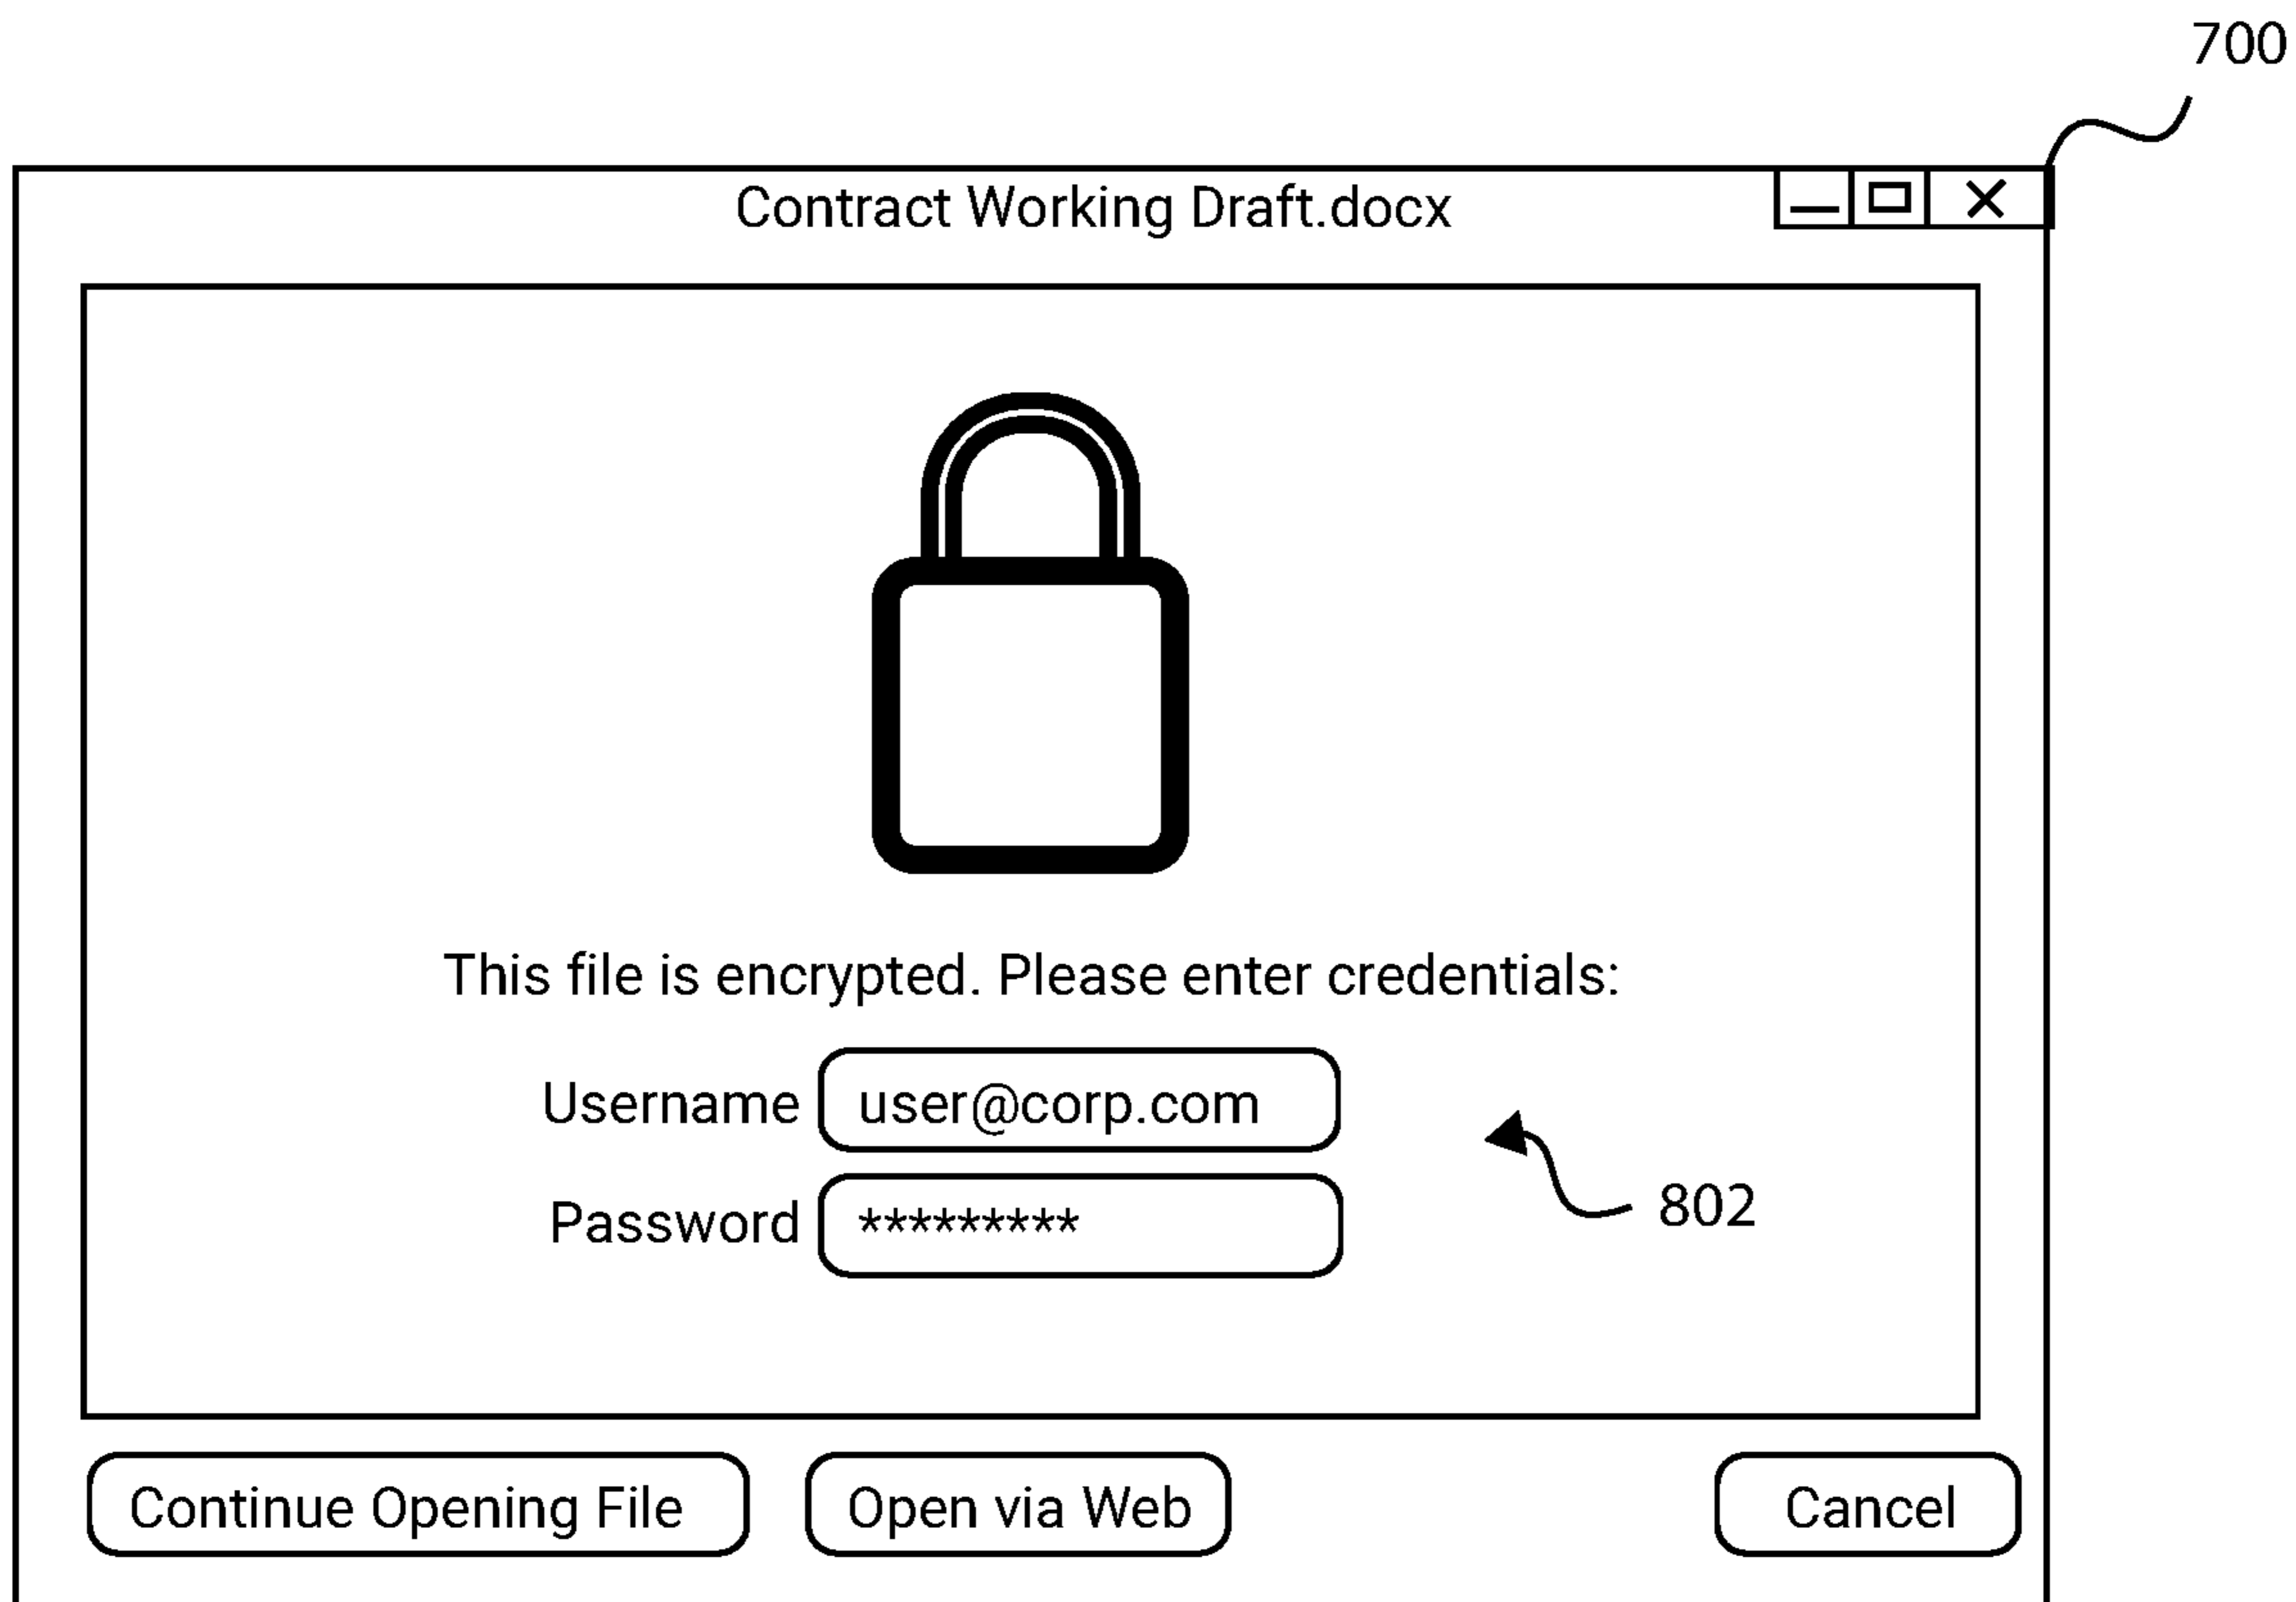 700
Contract Working Draft.docx
This file is encrypted. Please enter credentials:
Username user@corp.com
Password *********
802
Continue Opening File Open via Web Cancel